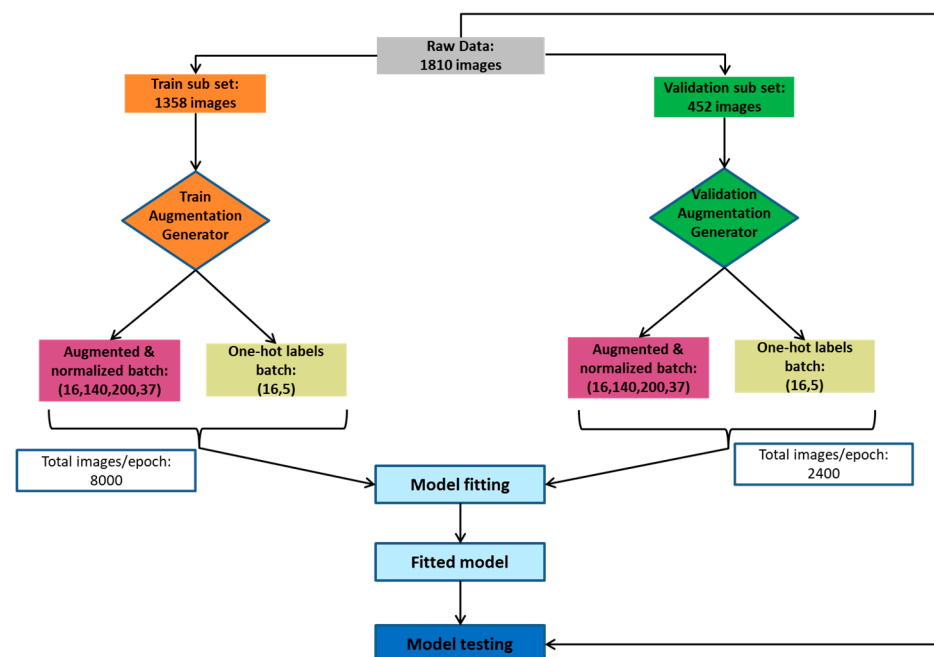 Raw Data:
1810 images
Train sub set:
1358 images
Validation sub set:
452 images
Train
Augmentation
Generator
Validation
Augmentation
Generator
Augmented &
normalized batch:
(16,140,200,37)
One-hot labels
batch:
(16,5)
Augmented &
normalized batch:
(16,140,200,37)
One-hot labels
batch:
(16,5)
Total images/epoch:
8000
Total images/epoch:
2400
Model fitting
Fitted model
Model testing